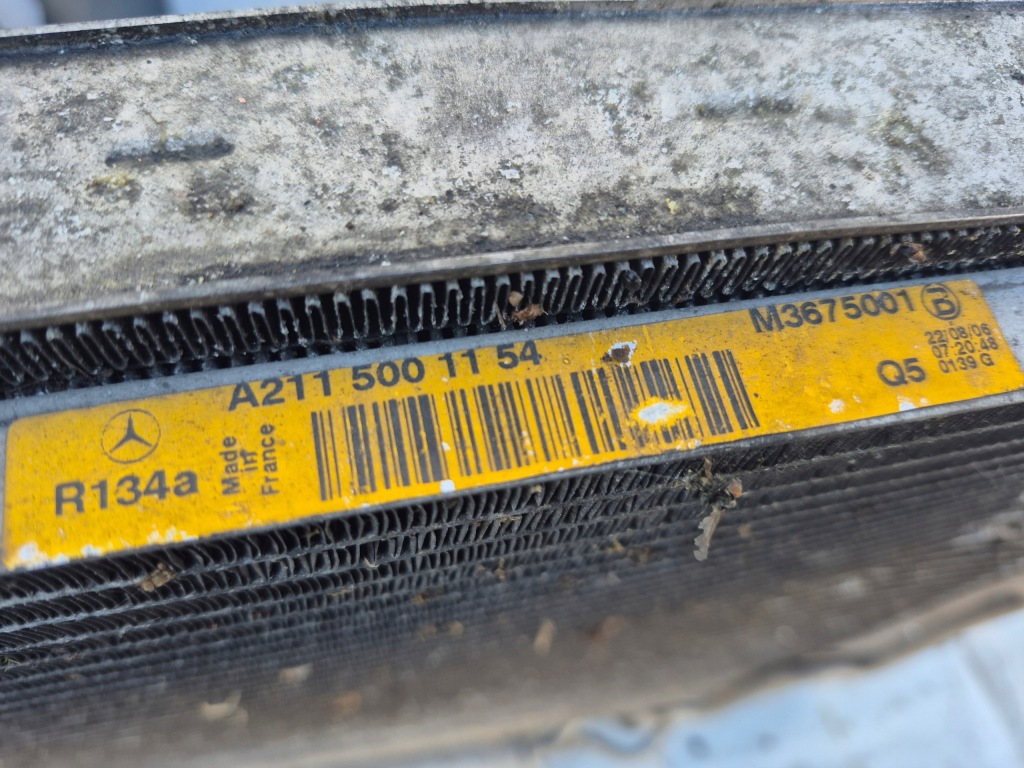 A211 500 11 54
R134a
Made
in
France
M3675001
Q5
22/08/06
07:20:48
0139 G